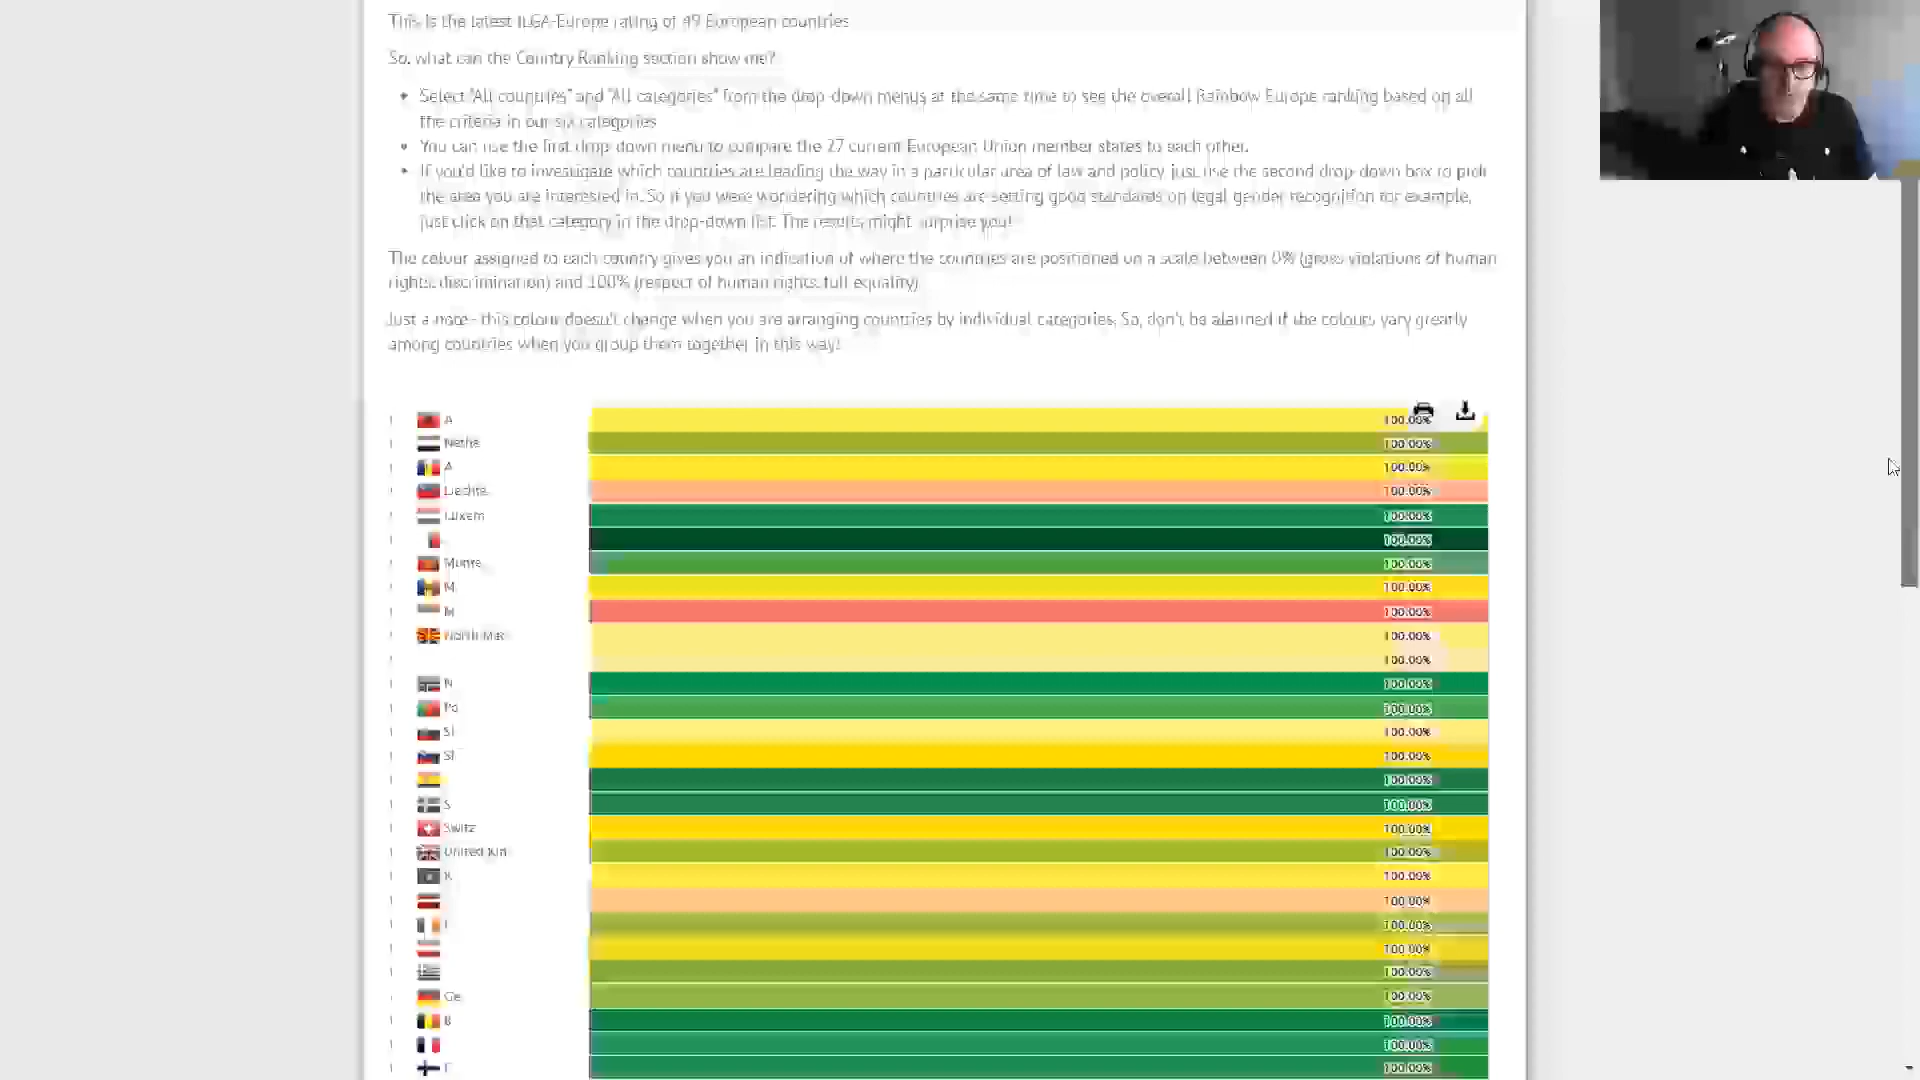 This is the latest ILGA-Europe rating of 49 European countries
So, what can the Country Ranking section show me?
Select "All countries" and "All categories" from the drop-down menus at the same time to see the overall Rainbow Europe ranking based on all
the criteria in our six categories
You can use the first drop-down menu to compare the 27 current European Union member states to each other.
If you'd like to investigate which countries are leading the way in a particular area of law and policy, just use the second drop-down box to pick
the area you are interested in. So if you were wondering which countries are setting good standards on legal gender recognition for example,
just click on that category in the drop-down list. The results might surprise you!
The colour assigned to each country gives you an indication of where the countries are positioned on a scale between 0% (gross violations of human
rights, discrimination) and 100% (respect of human rights, full equality)
Just a note - this colour doesn't change when you are arranging countries by individual categories. So, don't be alarmed if the colours vary greatly
among countries when you group them together in this way!
A 100.00%
Nethe 100.00%
A 100.00%
Liechte 100.00%
Luxem 100.00%
100.00%
Monte 100.00%
M 100.00%
M 100.00%
North Mac 100.00%
100.00%
N 100.00%
Po 100.00%
Sl 100.00%
Sl 100.00%
100.00%
S 100.00%
Switz 100.00%
United Kin 100.00%
K 100.00%
100.00%
I 100.00%
100.00%
100.00%
Ge 100.00%
B 100.00%
100.00%
F 100.00%